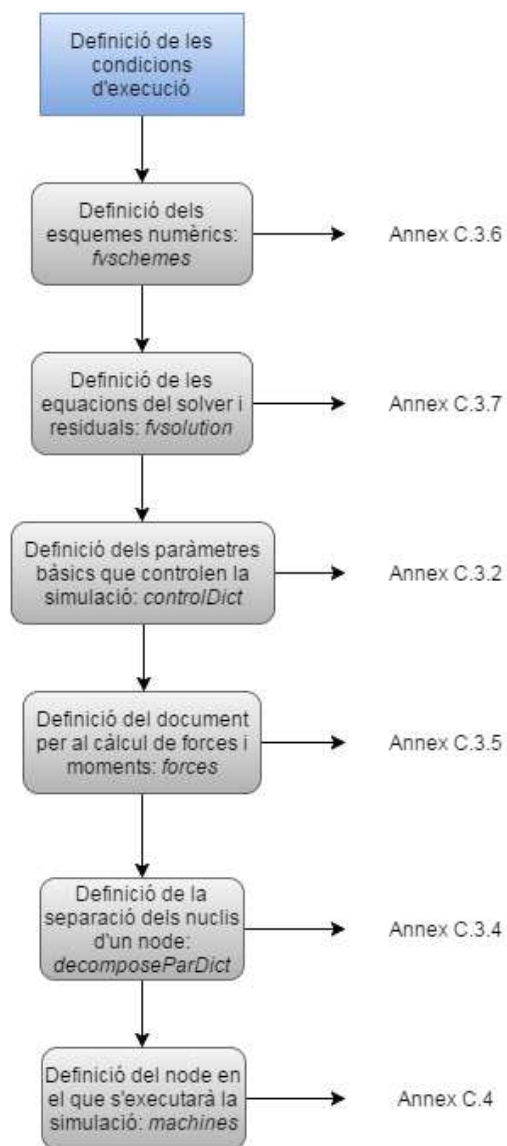 Definició de les
condicions
d'execució
Definició dels
esquemes numèrics:
fvschemes
Annex C.3.6
Definició de les
equacions del solver i
residuals: fvsolution
Annex C.3.7
Definició dels paràmetres
bàsics que controlen la
simulació: controlDict
Annex C.3.2
Definició del document
per al càlcul de forces i
moments: forces
Annex C.3.5
Definició de la
separació dels nuclis
d'un node:
decomposeParDict
Annex C.3.4
Definició del node en
el que s'executarà la
simulació: machines
Annex C.4